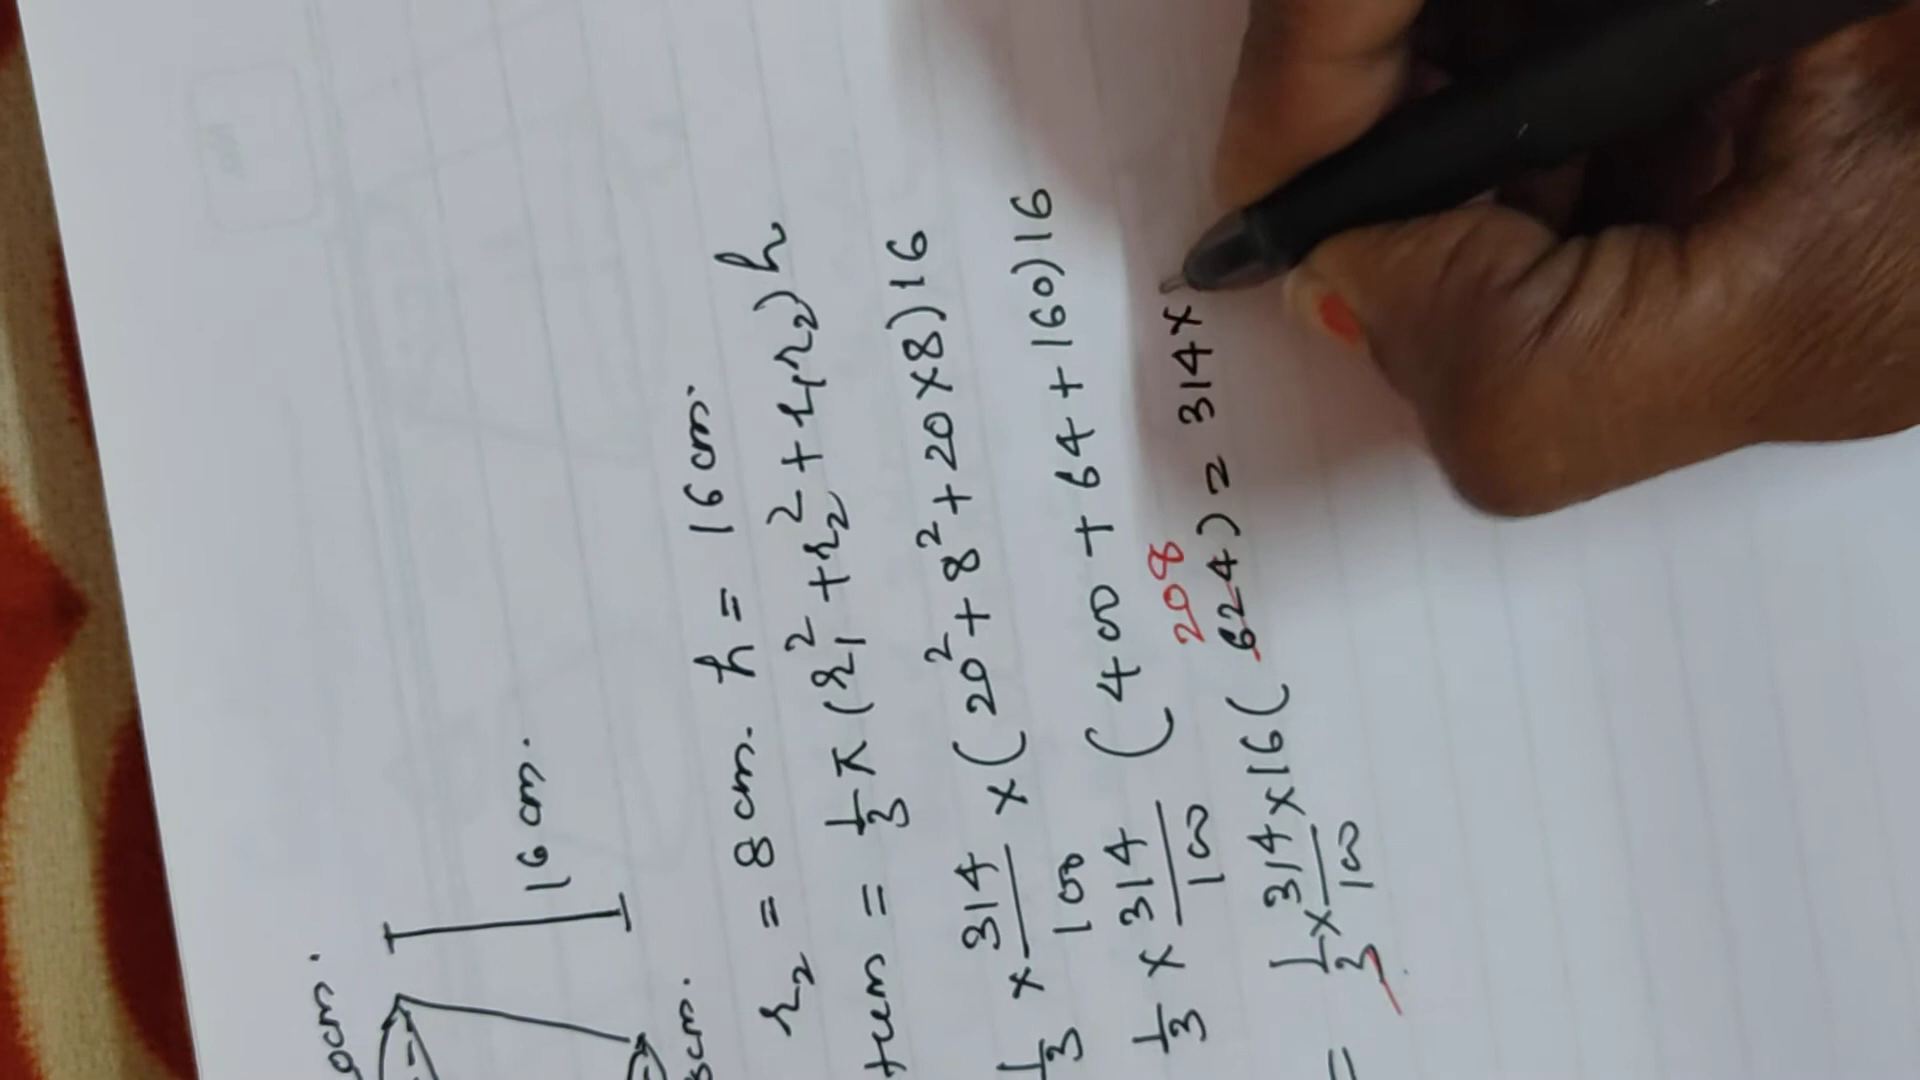 0cm.
16 cm.
8cm.
r₂ = 8 cm. h = 16 cm.
tum = 1/3 π (r₁² + r₂² + r₁r₂) h
1/3 × 314/100 × (20² + 8² + 20 × 8) 16
1/3 × 314/100 (400 + 64 + 160) 16
208
= 1/3 × 314/100 × 16 ( 624 ) = 314 ×